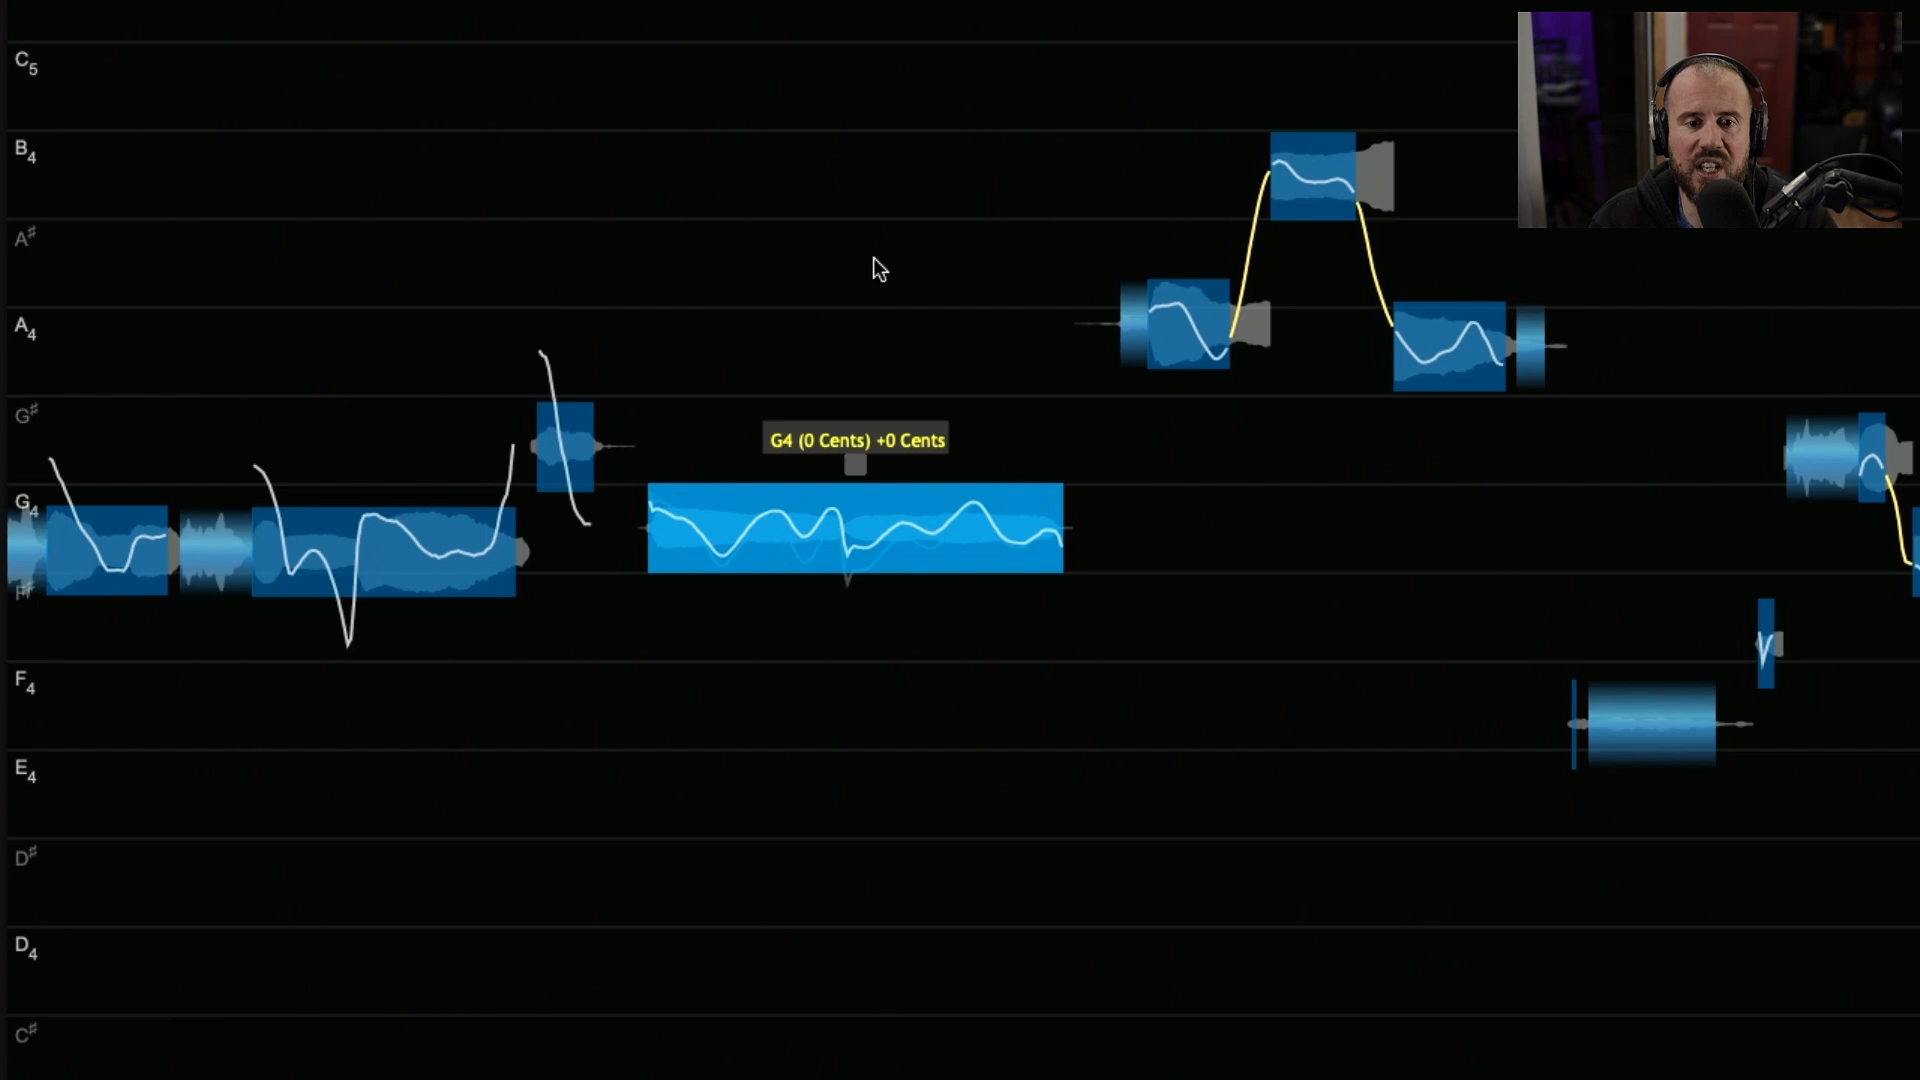 C5
B4
A♯
A4
G♯
G4 (0 Cents) +0 Cents
G4
F♯
F4
E4
D♯
D4
C♯